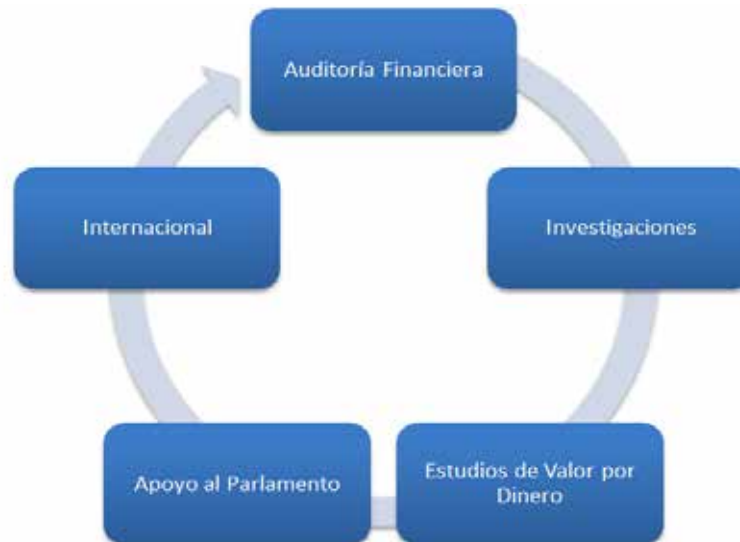 Auditoría Financiera
Internacional
Investigaciones
Apoyo al Parlamento
Estudios de Valor por
Dinero